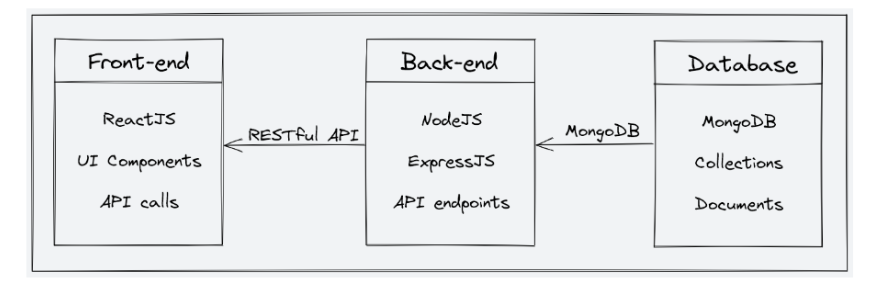 Front-end
ReactJS
UI Components
API calls
RESTful API
Back-end
NodeJS
ExpressJS
API endpoints
MongoDB
Database
MongoDB
Collections
Documents